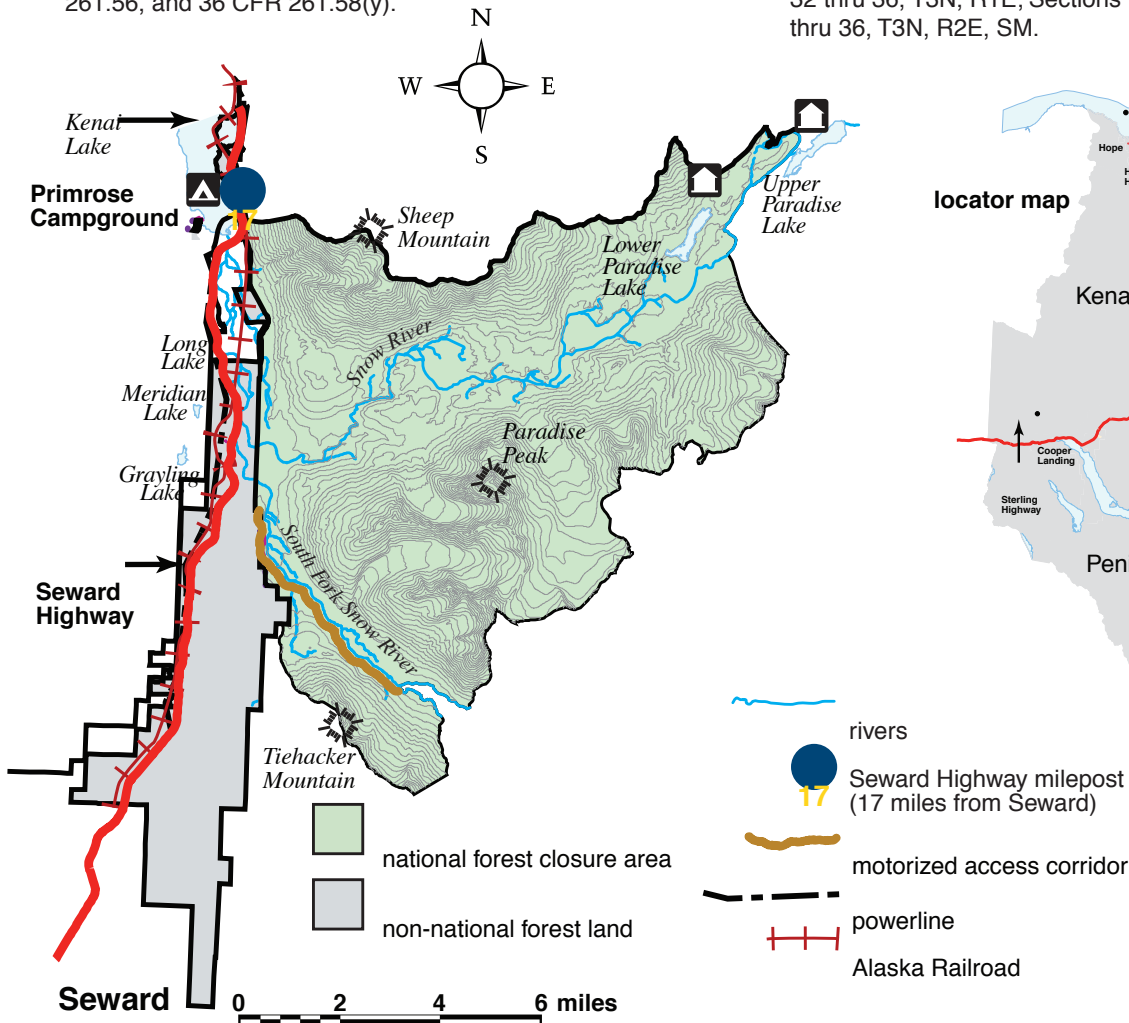 261.56, and 36 CFR 261.58(y).
32 thru 36, T3N, R1E, Sections
thru 36, T3N, R2E, SM.
N
W
E
S
Kenai
Lake
Primrose
Campground
17
Sheep
Mountain
Upper
Paradise
Lake
Lower
Paradise
Lake
Snow River
Long
Lake
Meridian
Lake
Grayling
Lake
Paradise
Peak
South Fork Snow River
Seward
Highway
Tiehacker
Mountain
national forest closure area
non-national forest land
Seward
0 2 4 6 miles
locator map
Hope
H
H
Kena
Cooper
Landing
Sterling
Highway
Pen
rivers
17
Seward Highway milepost
(17 miles from Seward)
motorized access corridor
powerline
Alaska Railroad